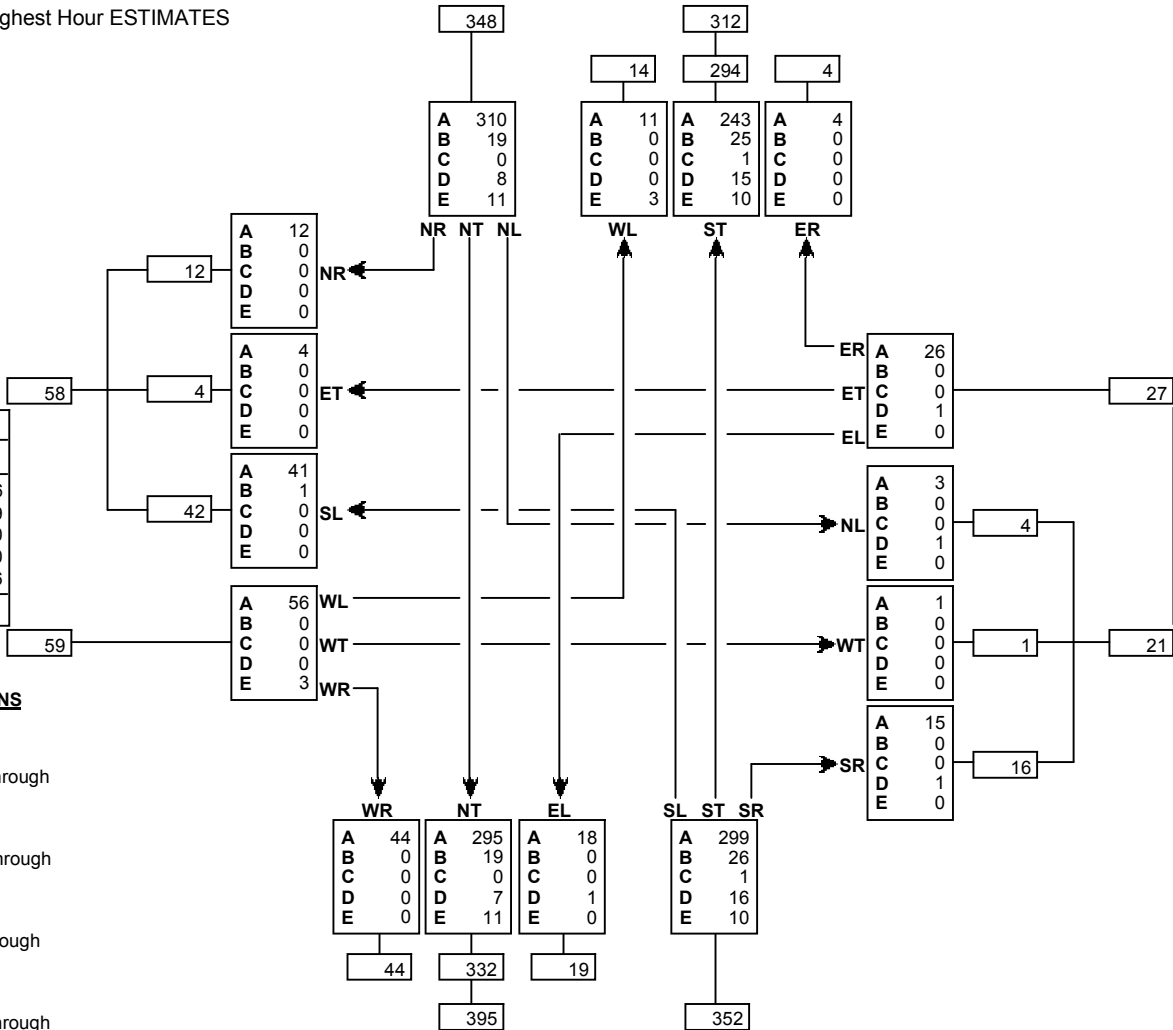 ghest Hour ESTIMATES
348
312
14
294
4
A 310
B 19
C 0
D 8
E 11
A 11
B 0
C 0
D 0
E 3
A 243
B 25
C 1
D 15
E 10
A 4
B 0
C 0
D 0
E 0
NR NT NL
WL
ST
ER
12
A 12
B 0
C 0
D 0
E 0
NR
58
4
A 4
B 0
C 0
D 0
E 0
ET
42
A 41
B 1
C 0
D 0
E 0
SL
59
A 56
B 0
C 0
D 0
E 3
WL
WT
WR
ER
ET
EL
A 26
B 0
C 0
D 1
E 0
27
NL
A 3
B 0
C 0
D 1
E 0
4
WT
A 1
B 0
C 0
D 0
E 0
1
21
SR
A 15
B 0
C 0
D 1
E 0
16
NS
rough
hrough
ough
hrough
WR
NT
EL
SL ST SR
A 44
B 0
C 0
D 0
E 0
A 295
B 19
C 0
D 7
E 11
A 18
B 0
C 0
D 1
E 0
A 299
B 26
C 1
D 16
E 10
44
332
19
395
352